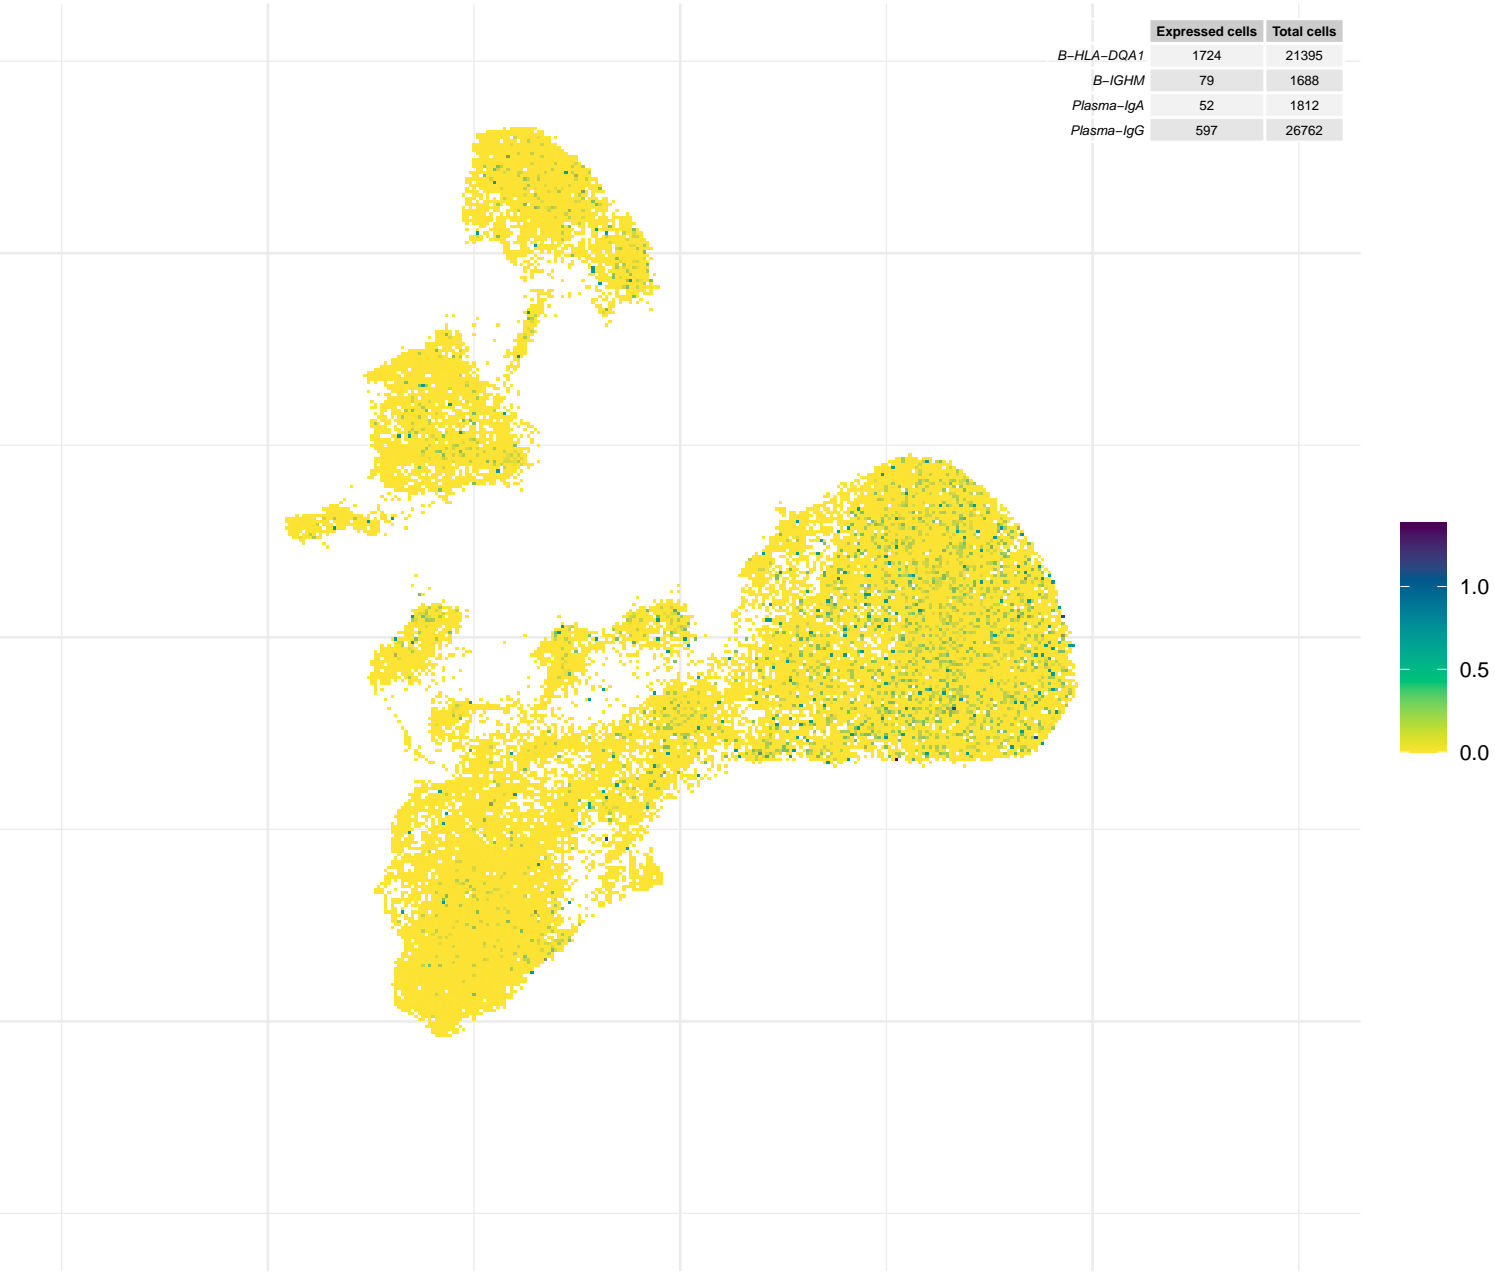 Expressed cells Total cells
B−HLA−DQA1 1724 21395
B−IGHM 79 1688
Plasma−IgA 52 1812
Plasma−IgG 597 26762
1.0
0.5
0.0